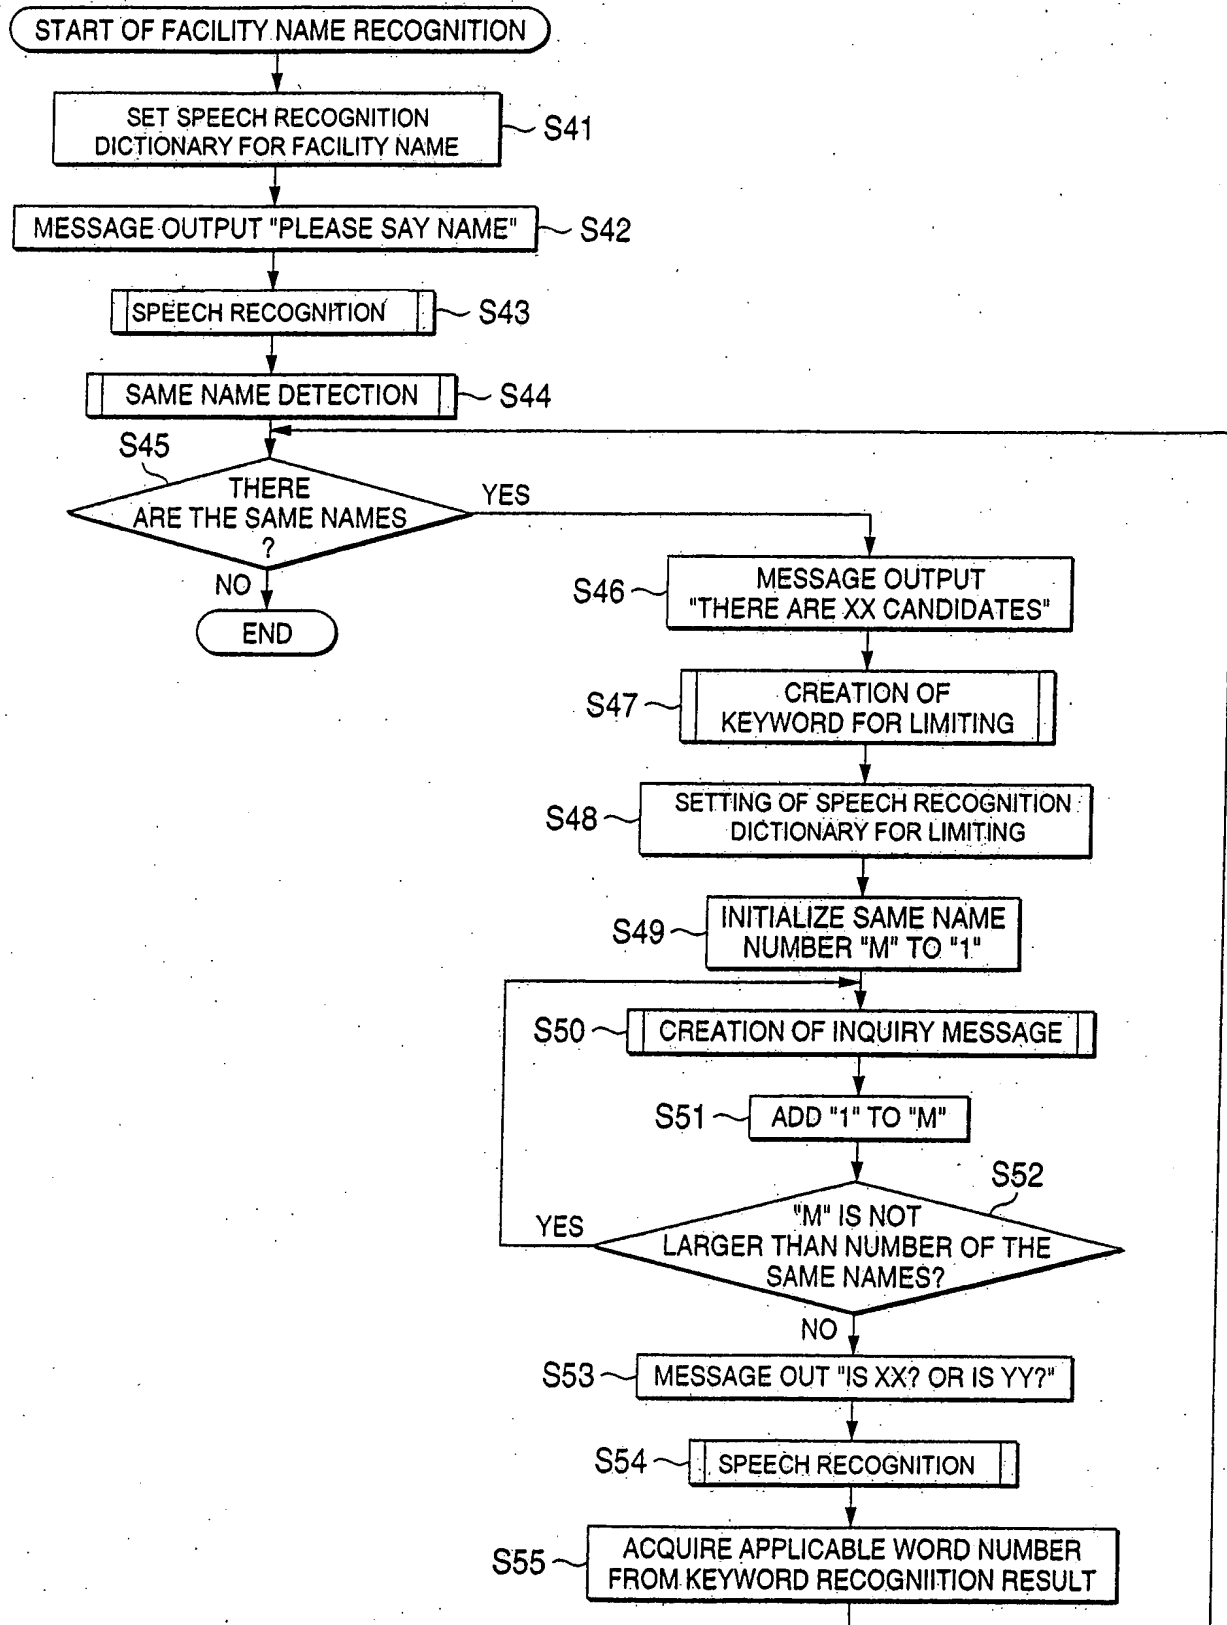 START OF FACILITY NAME RECOGNITION
SET SPEECH RECOGNITION
DICTIONARY FOR FACILITY NAME
S41
MESSAGE OUTPUT "PLEASE SAY NAME"
S42
SPEECH RECOGNITION
S43
SAME NAME DETECTION
S44
S45
THERE
ARE THE SAME NAMES
?
YES
NO
END
S46
MESSAGE OUTPUT
"THERE ARE XX CANDIDATES"
S47
CREATION OF
KEYWORD FOR LIMITING
S48
SETTING OF SPEECH RECOGNITION
DICTIONARY FOR LIMITING
S49
INITIALIZE SAME NAME
NUMBER "M" TO "1"
S50
CREATION OF INQUIRY MESSAGE
S51
ADD "1" TO "M"
S52
"M" IS NOT
LARGER THAN NUMBER OF THE
SAME NAMES?
YES
NO
S53
MESSAGE OUT "IS XX? OR IS YY?"
S54
SPEECH RECOGNITION
S55
ACQUIRE APPLICABLE WORD NUMBER
FROM KEYWORD RECOGNIITION RESULT